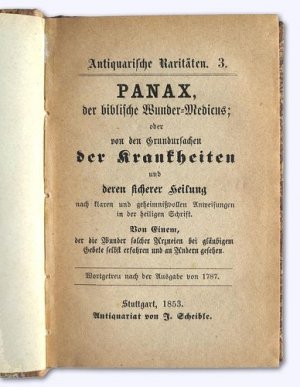 Antiquarische Raritäten. 3.
PANAX,
der biblische Wunder-Medicus;
oder
von den Grundursachen
der Krankheiten
und
deren sicherer Heilung
nach klaren und geheimnißvollen Anweisungen
in der heiligen Schrift.
Von Einem,
der die Wunder solcher Arzneien bei gläubigem
Gebete selbst erfahren und an Andern gesehen.
Wortgetreu nach der Ausgabe von 1787.
Stuttgart, 1853.
Antiquariat von J. Scheible.